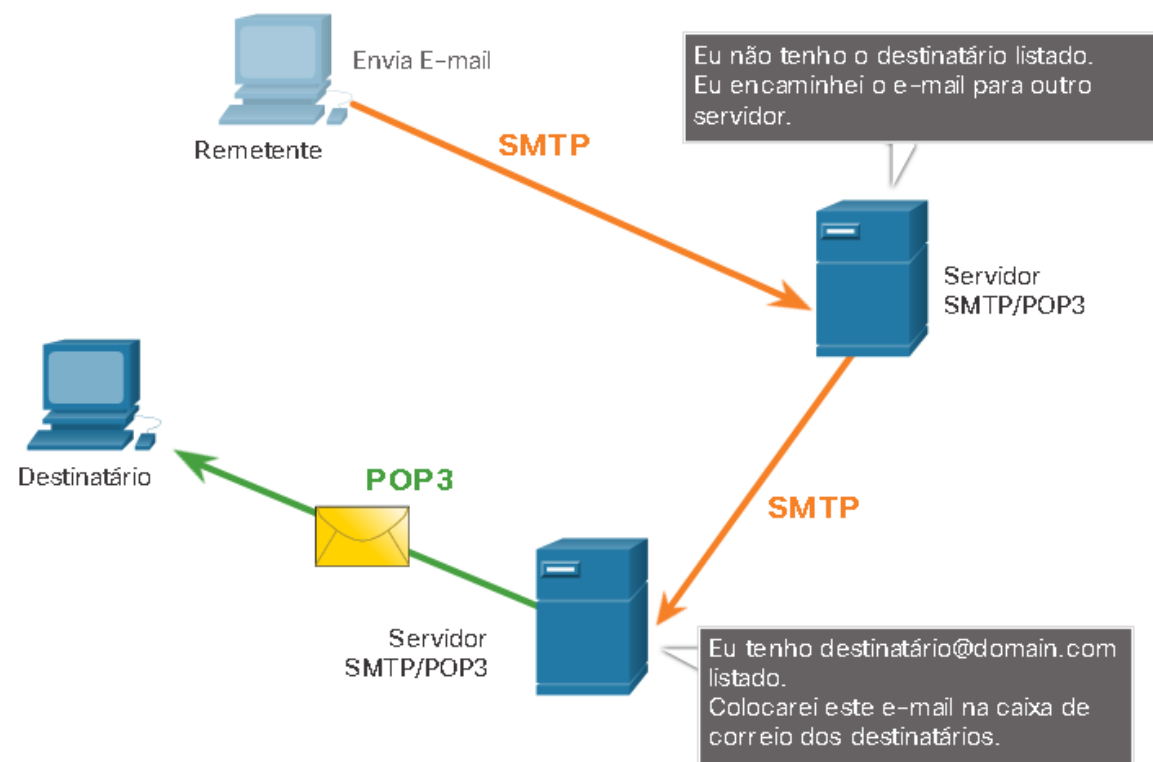 Envia E-mail
Remetente
SMTP
Eu não tenho o destinatário listado.
Eu encaminhei o e-mail para outro
servidor.
Servidor
SMTP/POP3
Destinatário
POP3
SMTP
Servidor
SMTP/POP3
Eu tenho destinatário@domain.com
listado.
Colocarei este e-mail na caixa de
correio dos destinatários.